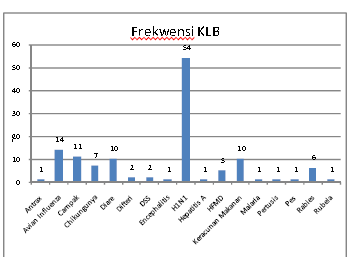 Frekwensi KLB
60
50
40
30
20
10
0
1 14 11 7 10 2 2 1 54 1 5 10 1 1 1 6 1
Antrax
Avian Influenza
Campak
Chikungunya
Diare
Difteri
DSS
Encephalitis
H1N1
Hepatitis A
HFMD
Keracunan Makanan
Malaria
Pertusis
Pes
Rabies
Rubela